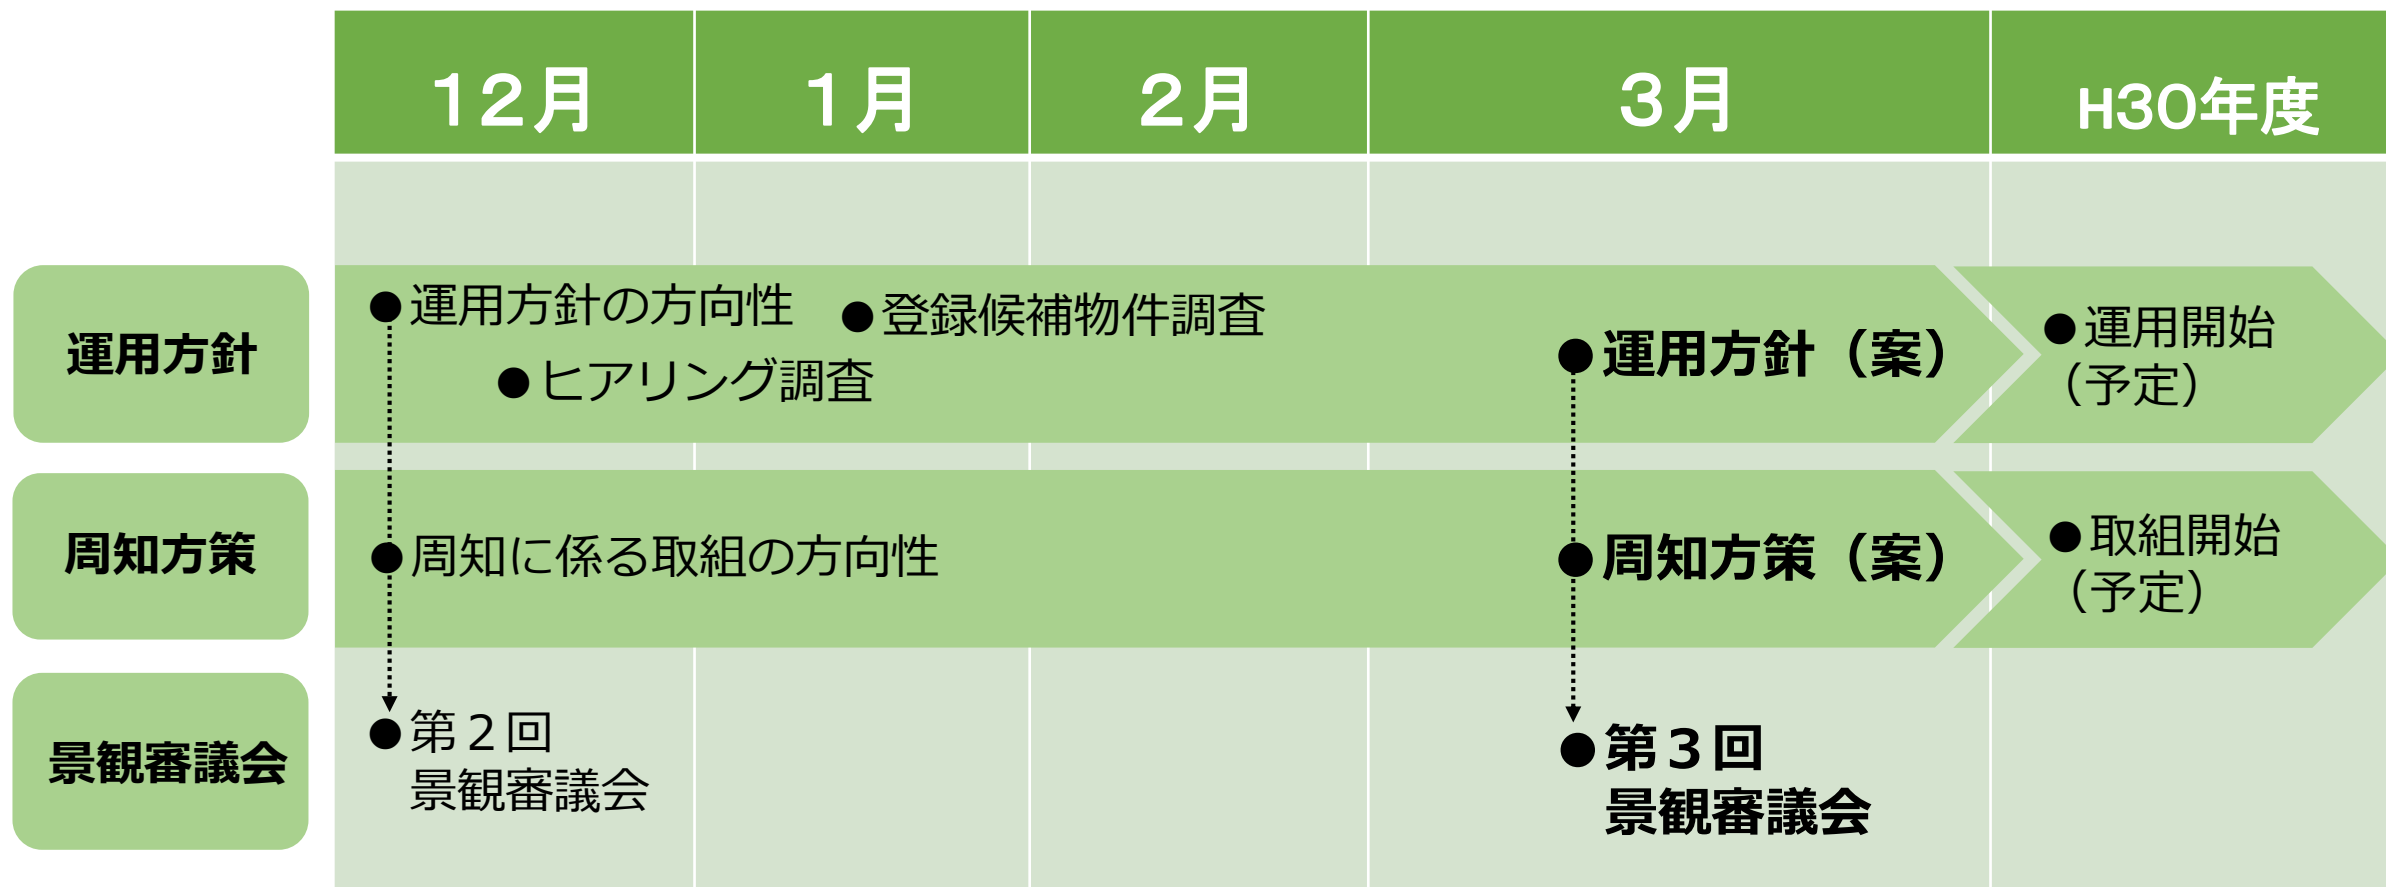 １２月
１月
２月
３月
H30年度
運用方針
●運用方針の方向性
●登録候補物件調査
●ヒアリング調査
●運用方針（案）
●運用開始
（予定）
周知方策
●周知に係る取組の方向性
●周知方策（案）
●取組開始
（予定）
景観審議会
●第２回
景観審議会
●第３回
景観審議会